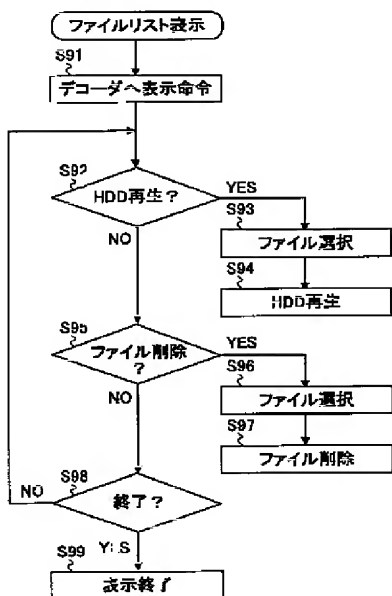 ファイルリスト表示
S91
デコーダへ表示命令
S92
HDD再生？
YES
NO
S93
ファイル選択
S94
HDD再生
S95
ファイル削除
？
YES
NO
S96
ファイル選択
S97
ファイル削除
S98
終了？
NO
YES
S99
表示終了